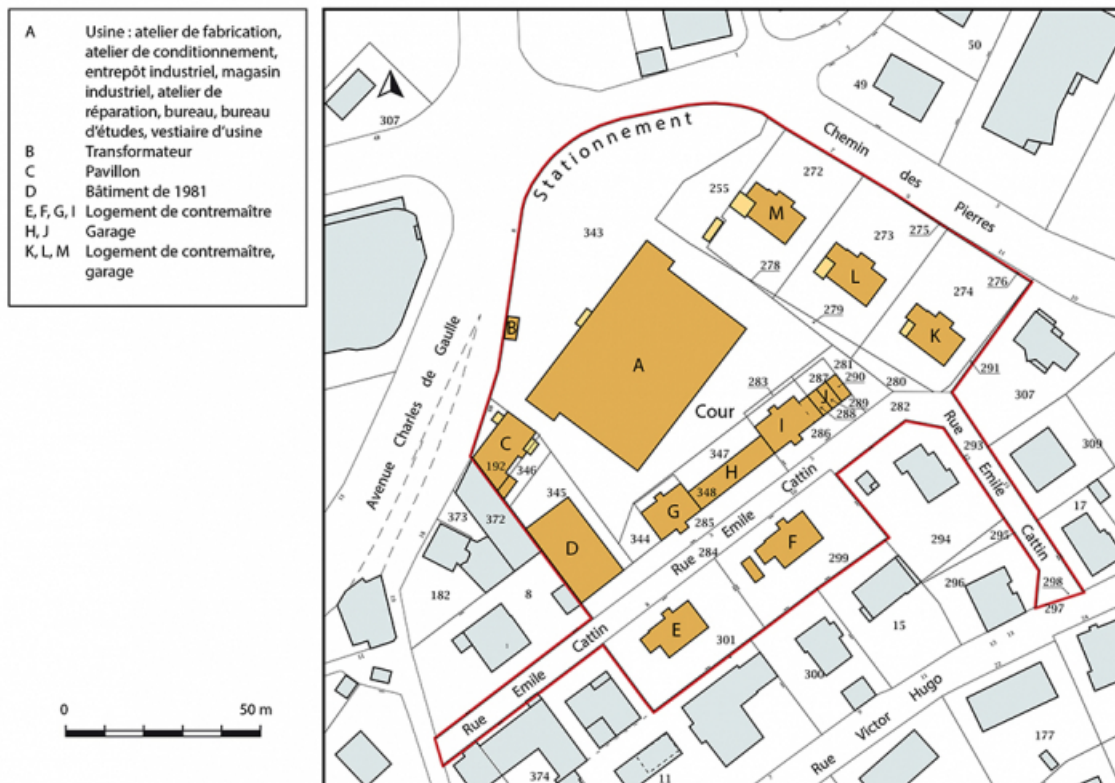 A Usine : atelier de fabrication,
atelier de conditionnement,
entrepôt industriel, magasin
industriel, atelier de
réparation, bureau, bureau
d'études, vestiaire d'usine
B Transformateur
C Pavillon
D Bâtiment de 1981
E, F, G, I Logement de contremaître
H, J Garage
K, L, M Logement de contremaître,
garage
0 50 m
307
50
49
Stationnement
Chemin des Pierres
272
255
M
343
273
275
278
L
274
276
279
B
K
A
281
290
291
280
283
287
J
289
288
282
307
Avenue Charles de Gaulle
Cour
I
286
293
309
C
192
346
347
H
Rue Emile Cattin
345
348
G
17
373
372
285
344
284
Rue Emile Cattin
D
F
299
294
295
182
8
296
298
297
E
301
15
300
Rue Emile Cattin
Rue Victor Hugo
374
11
177